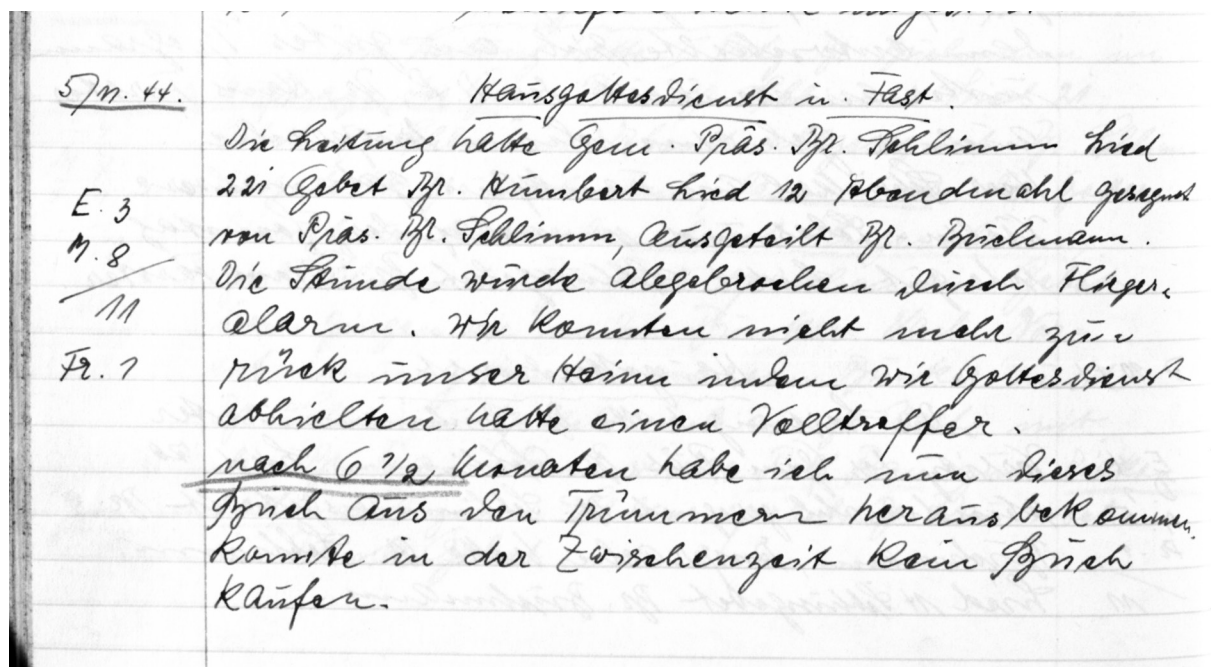 5/11. 44.
Hausgottesdienst u. Fast.
Die Leitung hatte Gem. Präs. Br. Schlimm Lied
221 Gebet Br. Humbert Lied 12 Abendmahl gesegnet
von Präs. Br. Schlimm, Ausgeteilt Br. Buchmann.
Die Stunde wurde abgebrochen durch Flieger-
alarm. Wir konnten nicht mehr zu-
rück unser Heim indem wir Gottesdienst
abhielten hatte einen Volltreffer.
nach 6 1/2 Monaten habe ich nun dieses
Buch aus den Trümmern herausbekommen.
Konnte in der Zwischenzeit kein Buch
kaufen.
E. 3
M. 8
11
Fr. 1